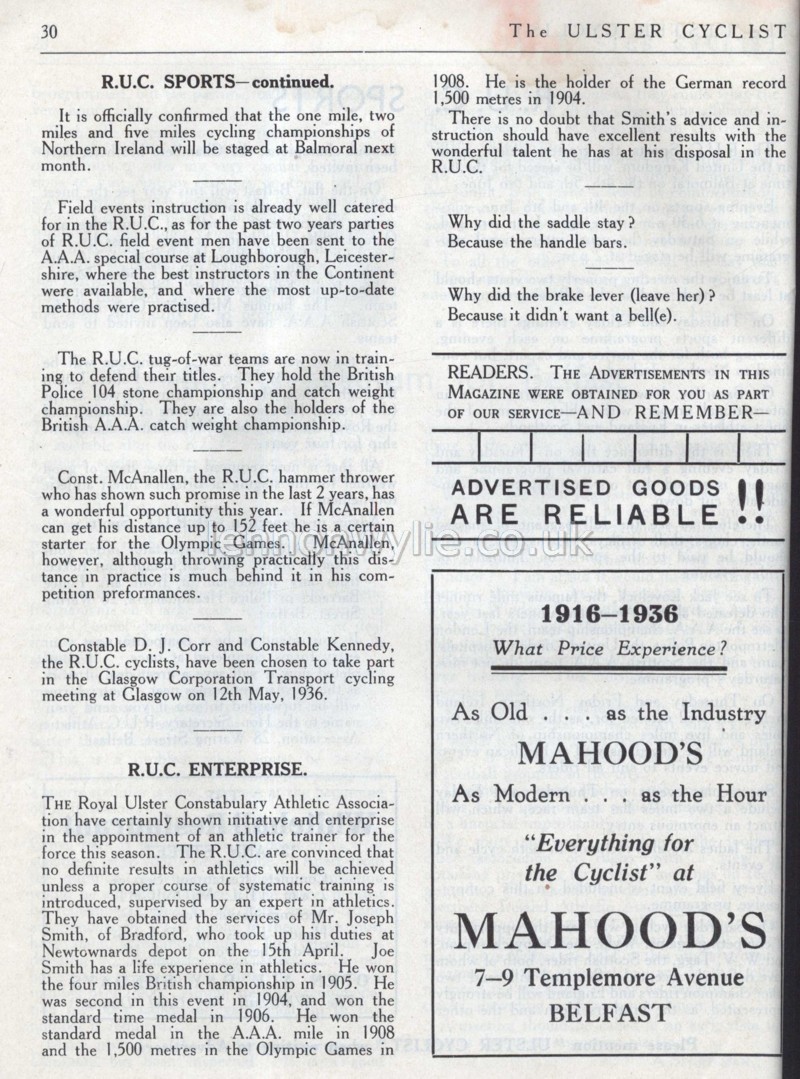 30
The ULSTER CYCLIST
R.U.C. SPORTS—continued.
It is officially confirmed that the one mile, two
miles and five miles cycling championships of
Northern Ireland will be staged at Balmoral next
month.
Field events instruction is already well catered
for in the R.U.C., as for the past two years parties
of R.U.C. field event men have been sent to the
A.A.A. special course at Loughborough, Leicester-
shire, where the best instructors in the Continent
were available, and where the most up-to-date
methods were practised.
The R.U.C. tug-of-war teams are now in train-
ing to defend their titles. They hold the British
Police 104 stone championship and catch weight
championship. They are also the holders of the
British A.A.A. catch weight championship.
Const. McAnallen, the R.U.C. hammer thrower
who has shown such promise in the last 2 years, has
a wonderful opportunity this year. If McAnallen
can get his distance up to 152 feet he is a certain
starter for the Olympic Games. McAnallen,
however, although throwing practically this dis-
tance in practice is much behind it in his com-
petition preformances.
Constable D. J. Corr and Constable Kennedy,
the R.U.C. cyclists, have been chosen to take part
in the Glasgow Corporation Transport cycling
meeting at Glasgow on 12th May, 1936.
R.U.C. ENTERPRISE.
THE Royal Ulster Constabulary Athletic Associa-
tion have certainly shown initiative and enterprise
in the appointment of an athletic trainer for the
force this season. The R.U.C. are convinced that
no definite results in athletics will be achieved
unless a proper course of systematic training is
introduced, supervised by an expert in athletics.
They have obtained the services of Mr. Joseph
Smith, of Bradford, who took up his duties at
Newtownards depot on the 15th April. Joe
Smith has a life experience in athletics. He won
the four miles British championship in 1905. He
was second in this event in 1904, and won the
standard time medal in 1906. He won the
standard medal in the A.A.A. mile in 1908
and the 1,500 metres in the Olympic Games in
1908. He is the holder of the German record
1,500 metres in 1904.
There is no doubt that Smith's advice and in-
struction should have excellent results with the
wonderful talent he has at his disposal in the
R.U.C.
Why did the saddle stay?
Because the handle bars.
Why did the brake lever (leave her)?
Because it didn't want a bell(e).
READERS. THE ADVERTISEMENTS IN THIS
MAGAZINE WERE OBTAINED FOR YOU AS PART
OF OUR SERVICE—AND REMEMBER—
ADVERTISED GOODS
ARE RELIABLE !!
1916–1936
What Price Experience?
As Old . . . as the Industry
MAHOOD'S
As Modern . . . as the Hour
"Everything for
the Cyclist" at
MAHOOD'S
7–9 Templemore Avenue
BELFAST
lennonwylie.co.uk